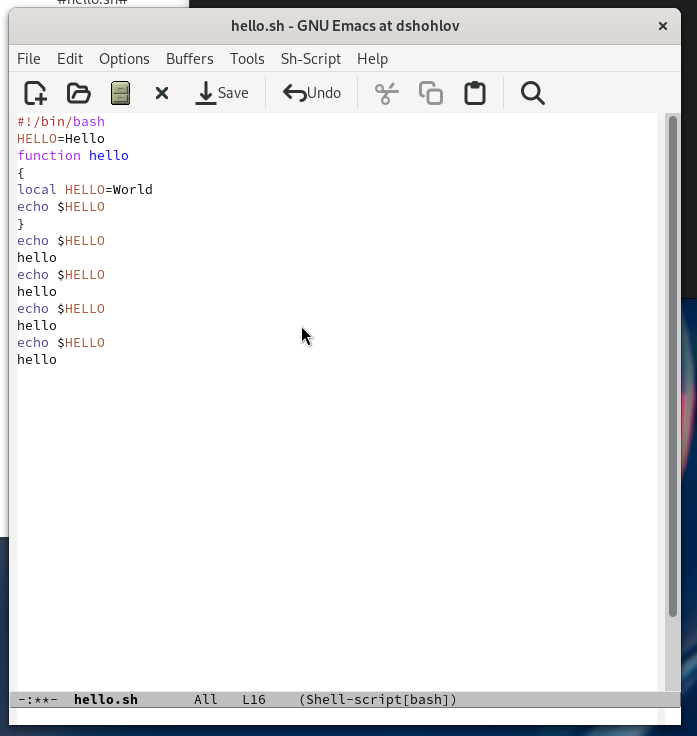 #hello.sh#
hello.sh - GNU Emacs at dshohlov
File Edit Options Buffers Tools Sh-Script Help
Save Undo
#!/bin/bash
HELLO=Hello
function hello
{
local HELLO=World
echo $HELLO
}
echo $HELLO
hello
echo $HELLO
hello
echo $HELLO
hello
echo $HELLO
hello
-:**- hello.sh All L16 (Shell-script[bash])